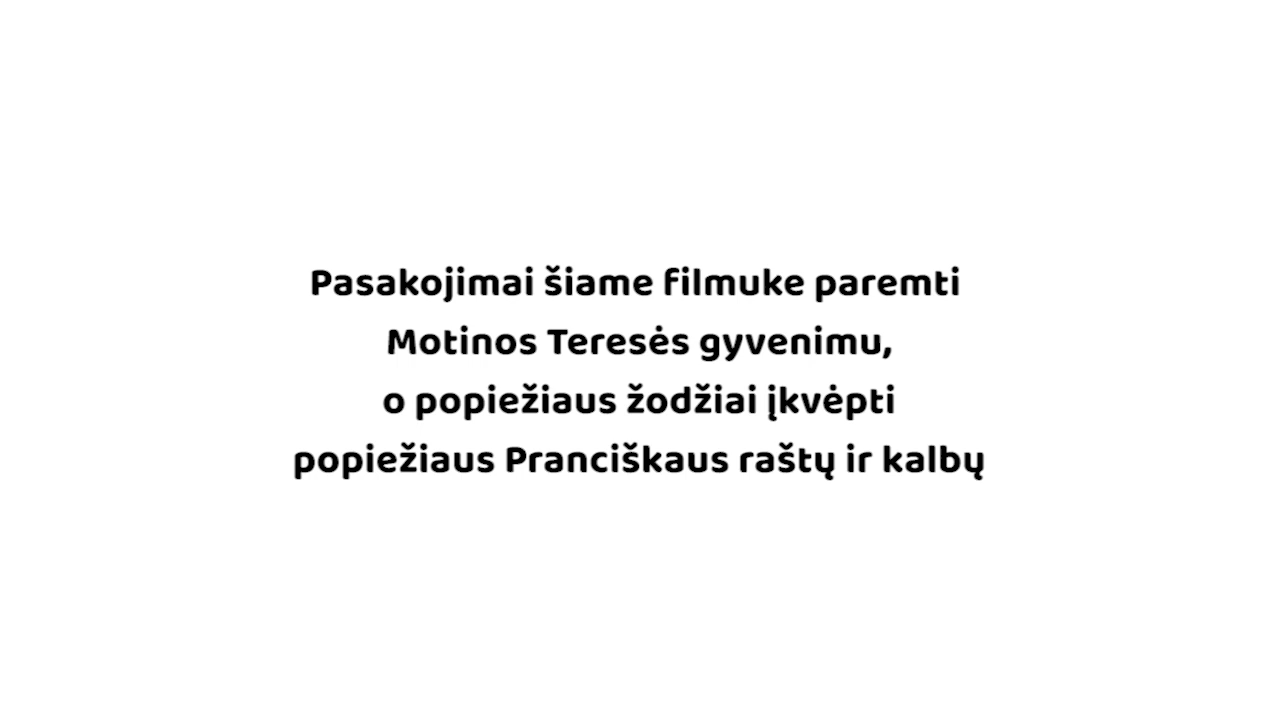 Pasakojimai šiame filmuke paremti
Motinos Teresės gyvenimu,
o popiežiaus žodžiai įkvėpti
popiežiaus Pranciškaus raštų ir kalbų